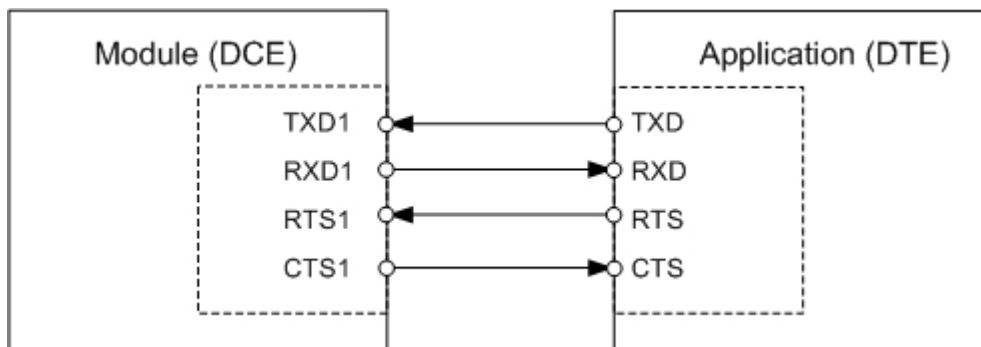 Module (DCE)
Application (DTE)
TXD1
TXD
RXD1
RXD
RTS1
RTS
CTS1
CTS